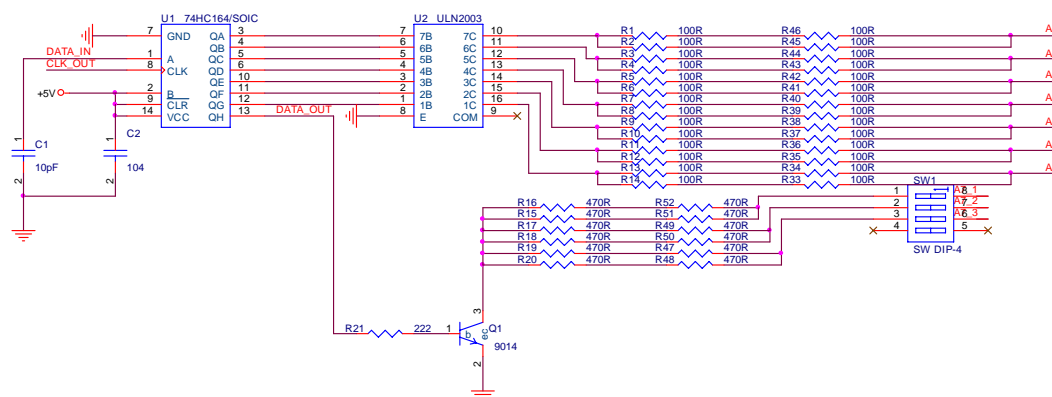 U1 74HC164/SOIC
U2 ULN2003
7 GND QA 3
QB 4
1 A QC 5
8 CLK QD 6
QE 10
2 B QF 11
9 CLR QG 12
14 VCC QH 13
DATA_IN
CLK_OUT
+5V
DATA_OUT
7 7B 7C 10
6 6B 6C 11
5 5B 5C 12
4 4B 4C 13
3 3B 3C 14
2 2B 2C 15
1 1B 1C 16
8 E COM 9
R1 100R R46 100R
R2 100R R45 100R
R3 100R R44 100R
R4 100R R43 100R
R5 100R R42 100R
R6 100R R41 100R
R7 100R R40 100R
R8 100R R39 100R
R9 100R R38 100R
R10 100R R37 100R
R11 100R R36 100R
R12 100R R35 100R
R13 100R R34 100R
R14 100R R33 100R
A
A
A
A
A
A
A
1
C1
10pF
2
1
C2
104
2
R16 470R R52 470R
R15 470R R51 470R
R17 470R R49 470R
R18 470R R50 470R
R19 470R R47 470R
R20 470R R48 470R
SW1
1 8
2 7
3 6
4 5
SW DIP-4
R21 222
1 b
3
ec
Q1
9014
2